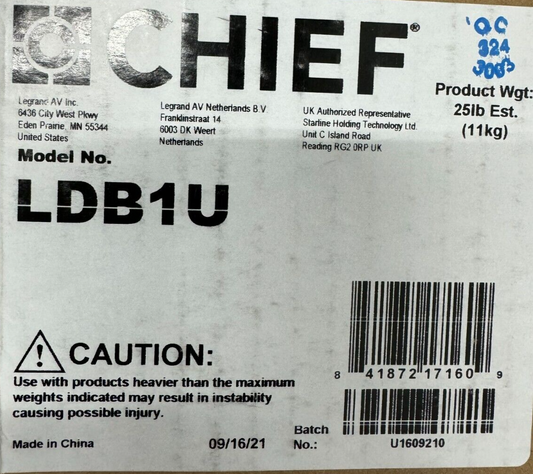 CHIEF®
QC
324
3003
Product Wgt:
25lb Est.
(11kg)
Legrand AV Inc.
6436 City West Pkwy
Eden Prairie, MN 55344
United States
Legrand AV Netherlands B.V.
Franklinstraat 14
6003 DK Weert
Netherlands
UK Authorized Representative
Starline Holding Technology Ltd.
Unit C Island Road
Reading RG2 0RP UK
Model No.
LDB1U
CAUTION:
Use with products heavier than the maximum
weights indicated may result in instability
causing possible injury.
8 41872 17160 9
Made in China
09/16/21
Batch
No.:
U1609210